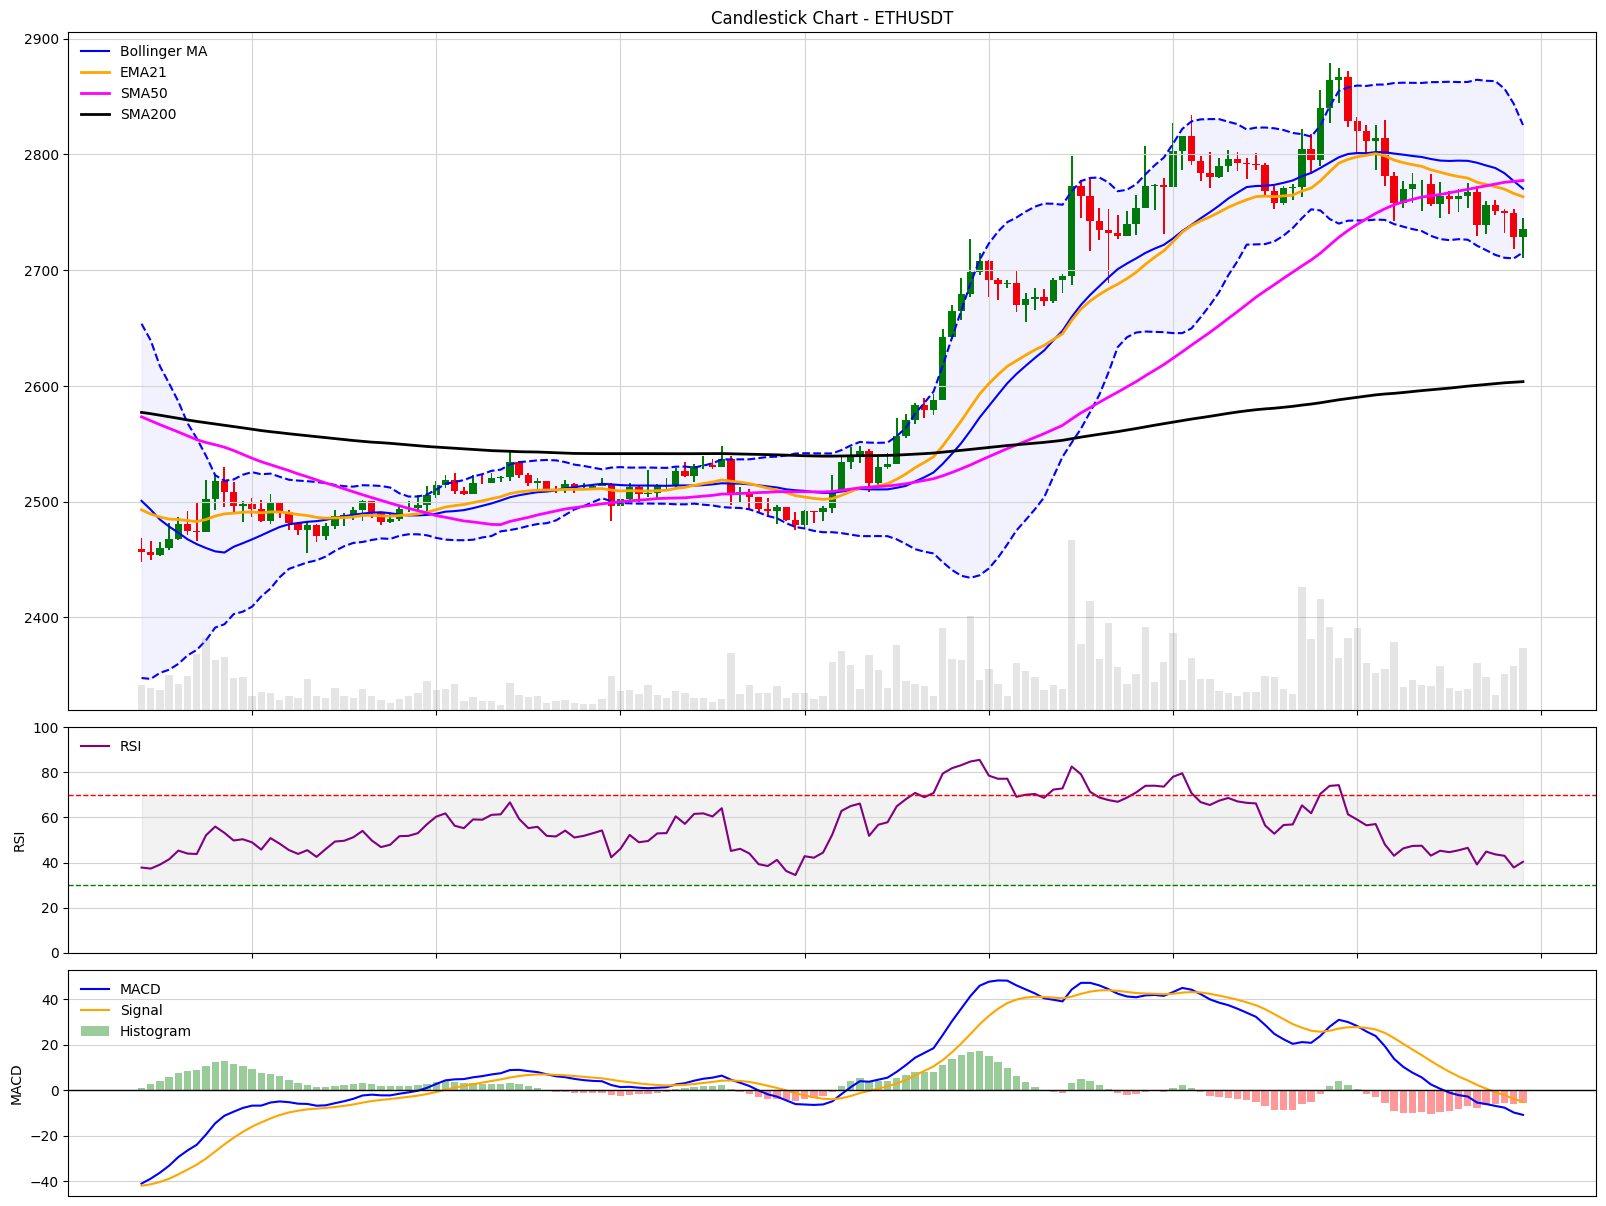 Candlestick Chart - ETHUSDT
2900
2800
2700
2600
2500
2400
Bollinger MA
EMA21
SMA50
SMA200
100
80
60
40
20
0
RSI
RSI
40
20
0
−20
−40
MACD
MACD
Signal
Histogram